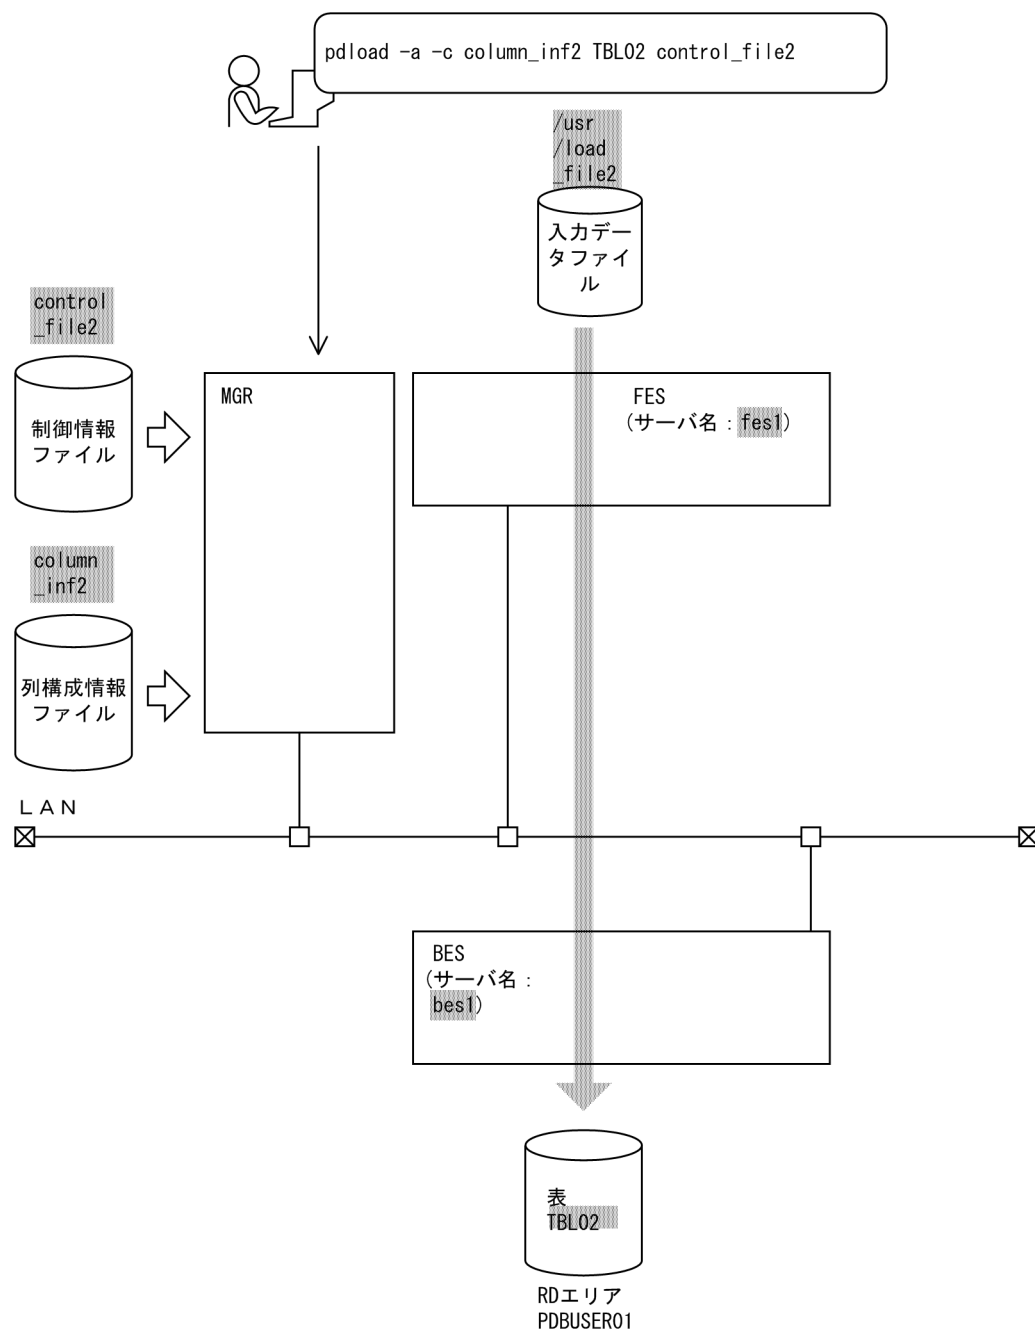 pdload -a -c column_inf2 TBL02 control_file2
/usr
/load
_file2
入力デー
タファイ
ル
control
_file2
制御情報
ファイル
MGR
FES
(サーバ名：fes1)
column
_inf2
列構成情報
ファイル
ＬＡＮ
BES
(サーバ名：
bes1)
表
TBL02
RDエリア
PDBUSER01